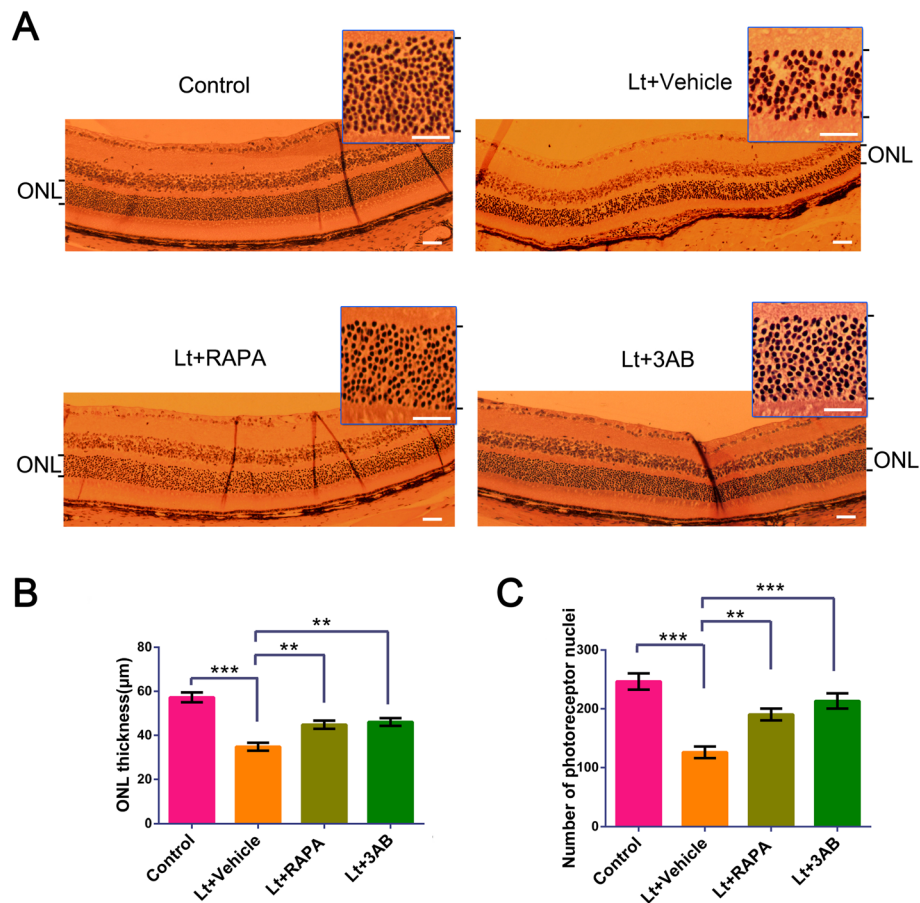 A
Control
Lt+Vehicle
ONL
ONL
Lt+RAPA
Lt+3AB
ONL
ONL
B
C
ONL thickness(μm)
80
60
40
20
0
***
**
**
Control
Lt+Vehicle
Lt+RAPA
Lt+3AB
Number of photoreceptor nuclei
300
200
100
0
***
**
***
Control
Lt+Vehicle
Lt+RAPA
Lt+3AB